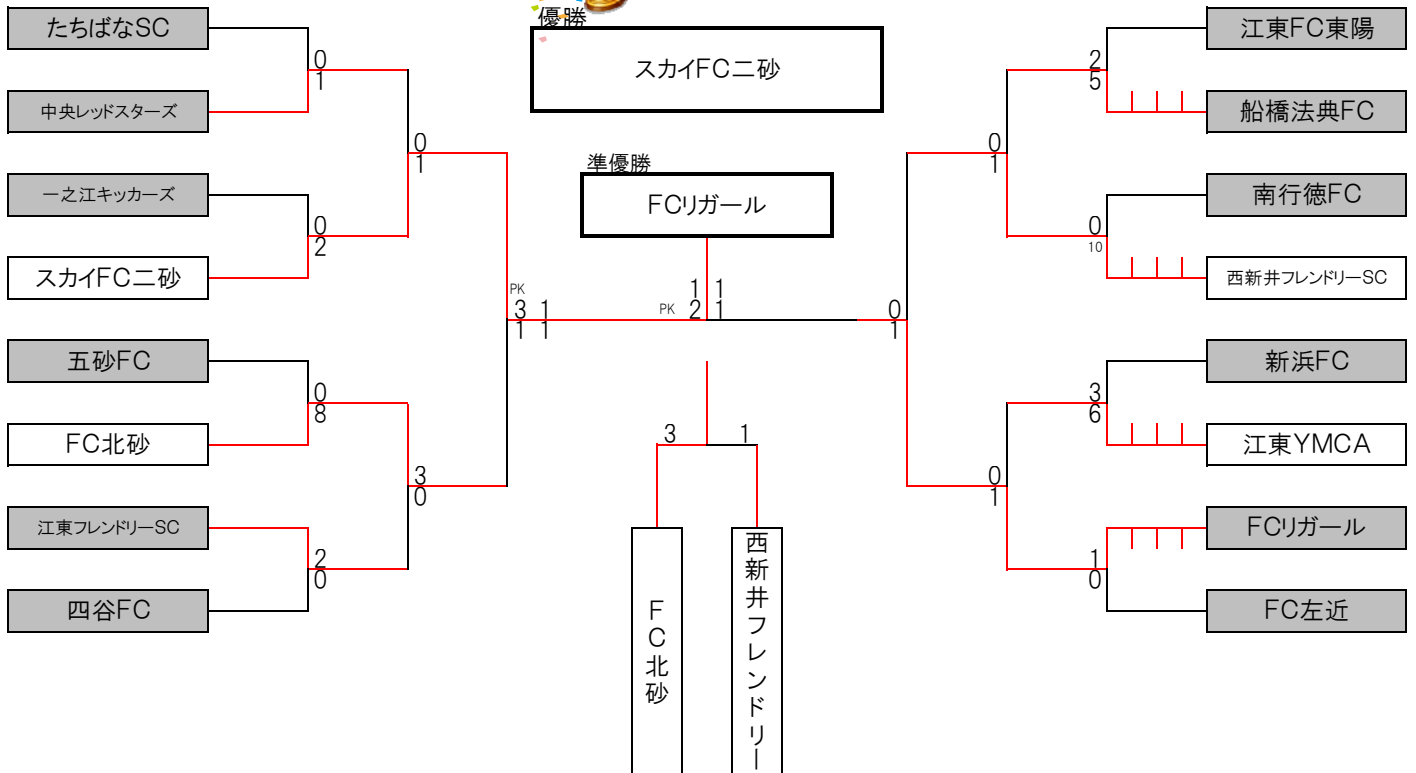 優勝
スカイFC二砂
準優勝
FCリガール
たちばなSC
0
1
中央レッドスターズ
0
1
一之江キッカーズ
0
2
スカイFC二砂
PK
3 1
1 1
五砂FC
0
8
FC北砂
3
0
江東フレンドリーSC
2
0
四谷FC
1 1
PK 2 1
3 1
FC北砂
西新井フレンドリー
江東FC東陽
2
5
船橋法典FC
0
1
南行徳FC
0
10
西新井フレンドリーSC
0
1
新浜FC
3
6
江東YMCA
0
1
FCリガール
1
0
FC左近